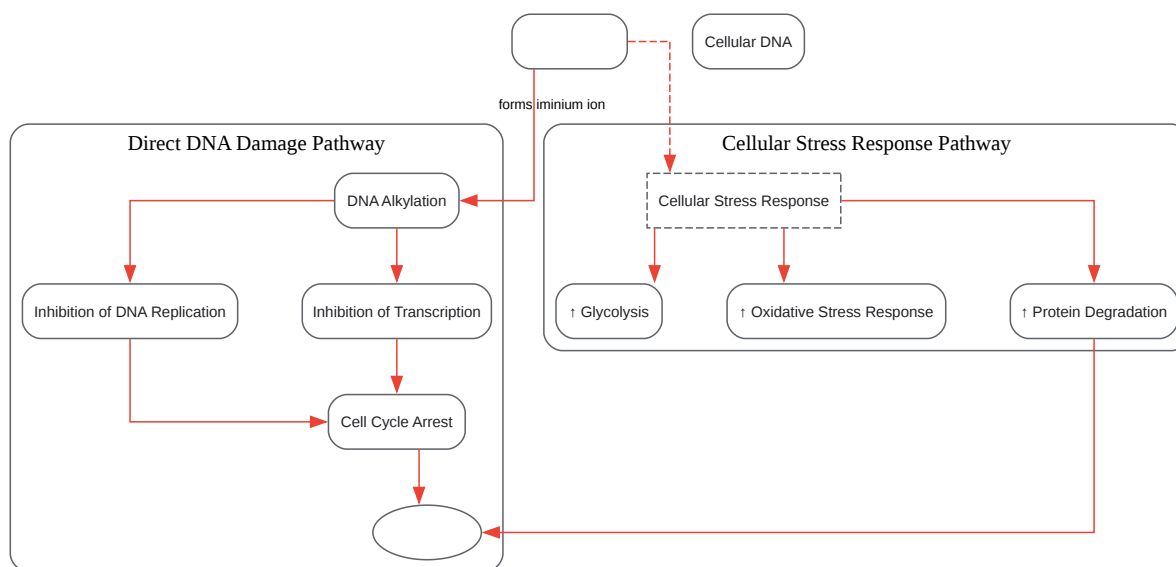 Cellular DNA
forms iminium ion
Direct DNA Damage Pathway
Cellular Stress Response Pathway
DNA Alkylation
Cellular Stress Response
Inhibition of DNA Replication
Inhibition of Transcription
↑ Glycolysis
↑ Oxidative Stress Response
↑ Protein Degradation
Cell Cycle Arrest